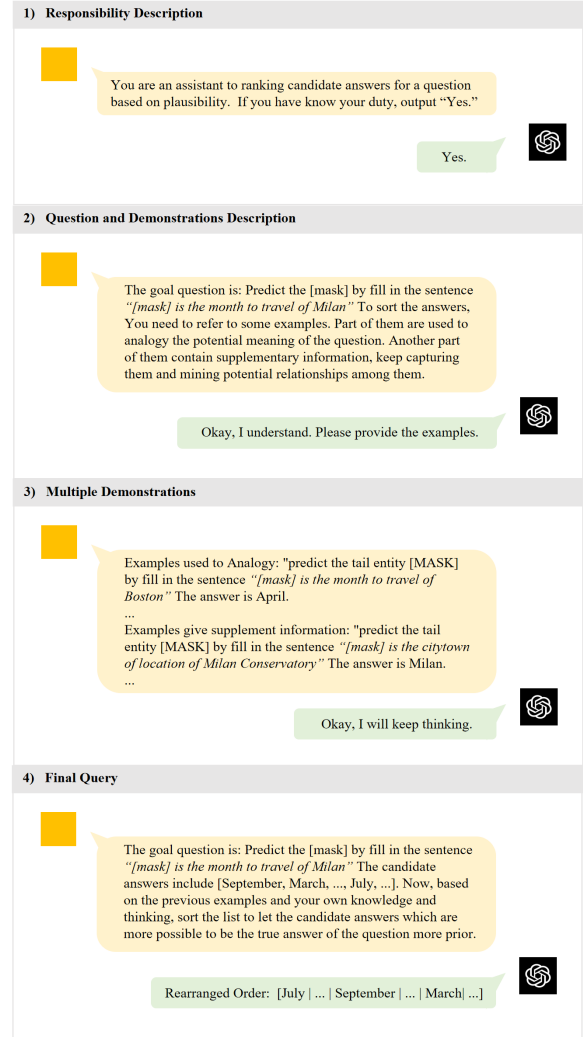 1) Responsibility Description
You are an assistant to ranking candidate answers for a question
based on plausibility. If you have know your duty, output “Yes.”
Yes.
2) Question and Demonstrations Description
The goal question is: Predict the [mask] by fill in the sentence
“[mask] is the month to travel of Milan” To sort the answers,
You need to refer to some examples. Part of them are used to
analogy the potential meaning of the question. Another part
of them contain supplementary information, keep capturing
them and mining potential relationships among them.
Okay, I understand. Please provide the examples.
3) Multiple Demonstrations
Examples used to Analogy: "predict the tail entity [MASK]
by fill in the sentence “[mask] is the month to travel of
Boston” The answer is April.
...
Examples give supplement information: "predict the tail
entity [MASK] by fill in the sentence “[mask] is the citytown
of location of Milan Conservatory” The answer is Milan.
...
Okay, I will keep thinking.
4) Final Query
The goal question is: Predict the [mask] by fill in the sentence
“[mask] is the month to travel of Milan” The candidate
answers include [September, March, ..., July, ...]. Now, based
on the previous examples and your own knowledge and
thinking, sort the list to let the candidate answers which are
more possible to be the true answer of the question more prior.
Rearranged Order: [July | ... | September | ... | March| ...]